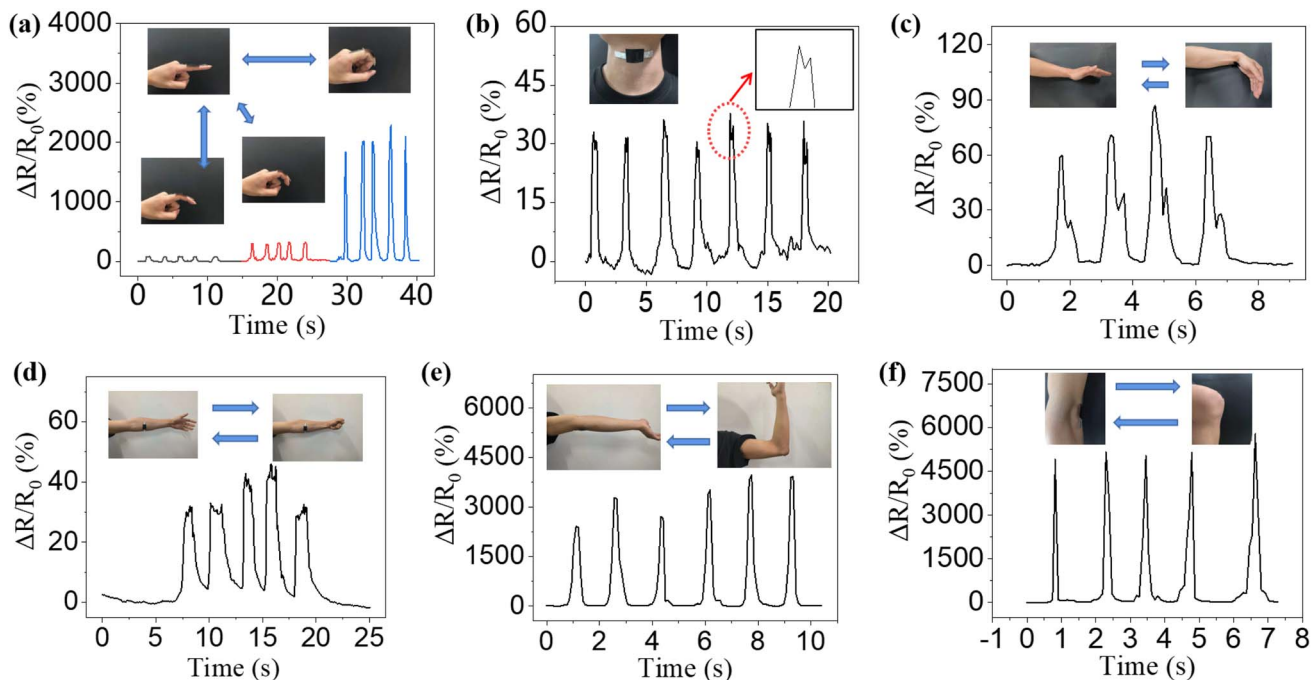 (a)
4000
3000
2000
1000
0
ΔR/R₀(%)
0 10 20 30 40
Time (s)
(b)
60
45
30
15
0
ΔR/R₀ (%)
0 5 10 15 20
Time (s)
(c)
120
90
60
30
0
ΔR/R₀ (%)
0 2 4 6 8
Time (s)
(d)
60
40
20
0
ΔR/R₀ (%)
0 5 10 15 20 25
Time (s)
(e)
6000
4500
3000
1500
0
ΔR/R₀ (%)
0 2 4 6 8 10
Time (s)
(f)
7500
6000
4500
3000
1500
0
ΔR/R₀ (%)
-1 0 1 2 3 4 5 6 7 8
Time (s)